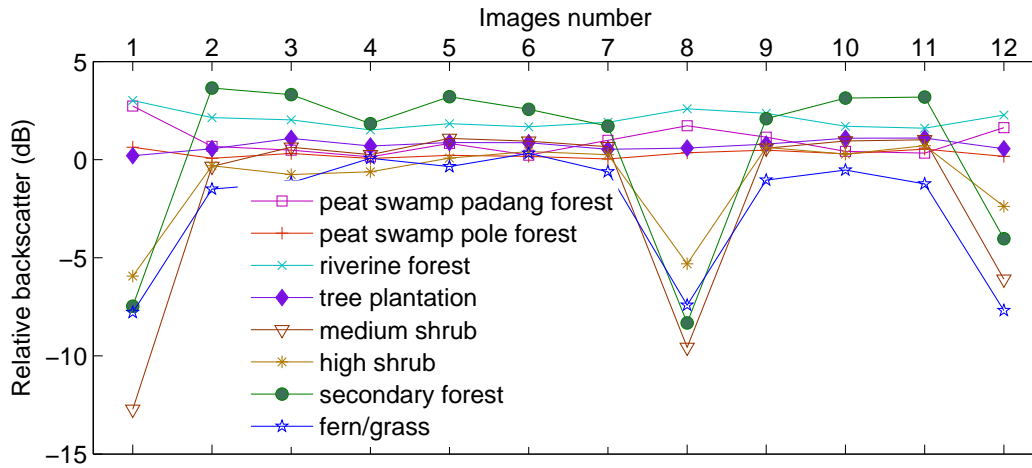 Images number
1 2 3 4 5 6 7 8 9 10 11 12
5
0
−5
−10
−15
Relative backscatter (dB)
peat swamp padang forest
peat swamp pole forest
riverine forest
tree plantation
medium shrub
high shrub
secondary forest
fern/grass